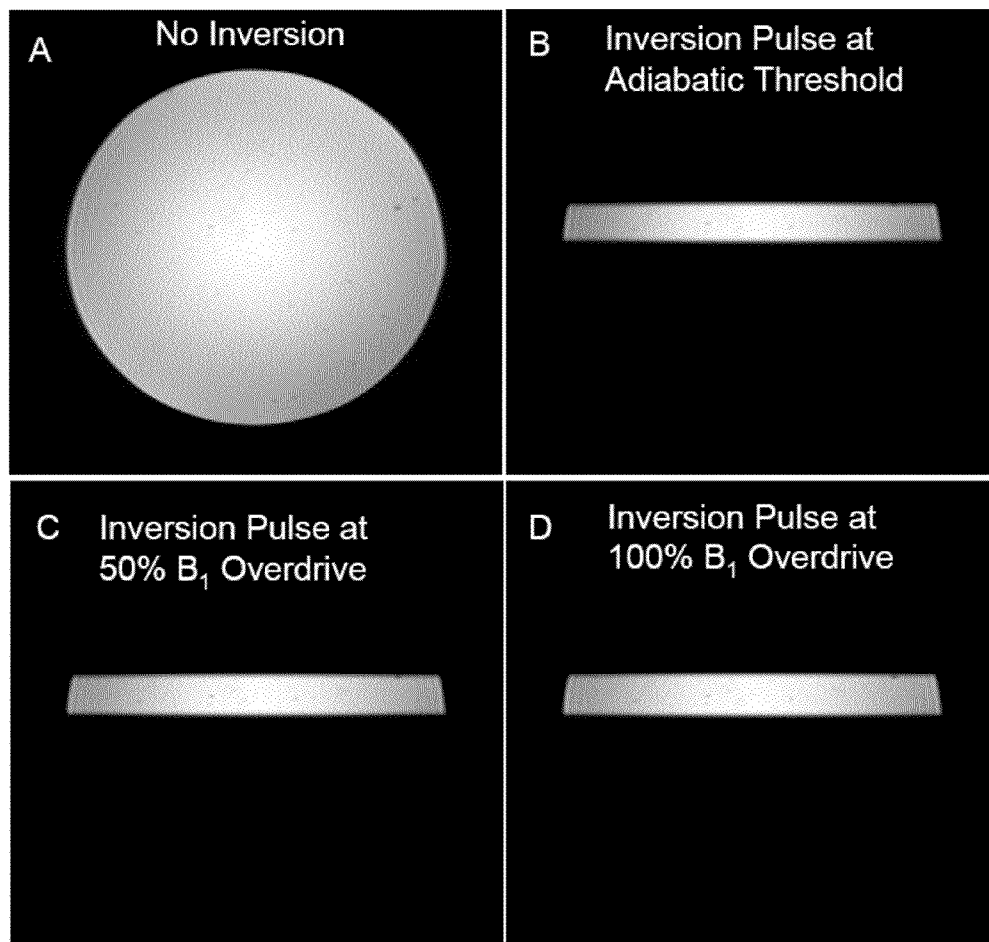 A
No Inversion
B
Inversion Pulse at
Adiabatic Threshold
C
Inversion Pulse at
50% B₁ Overdrive
D
Inversion Pulse at
100% B₁ Overdrive